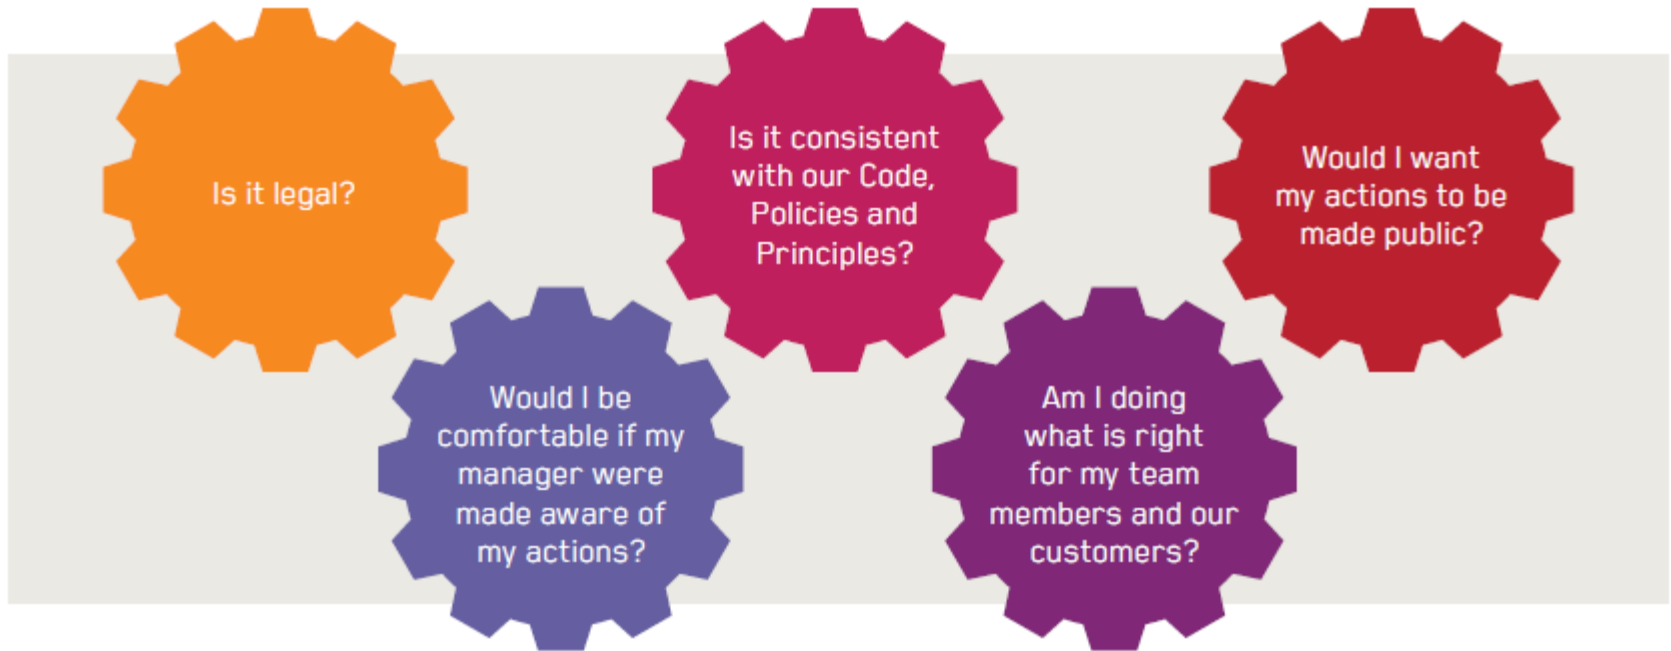 Is it legal?
Would I be
comfortable if my
manager were
made aware of
my actions?
Is it consistent
with our Code,
Policies and
Principles?
Am I doing
what is right
for my team
members and our
customers?
Would I want
my actions to be
made public?